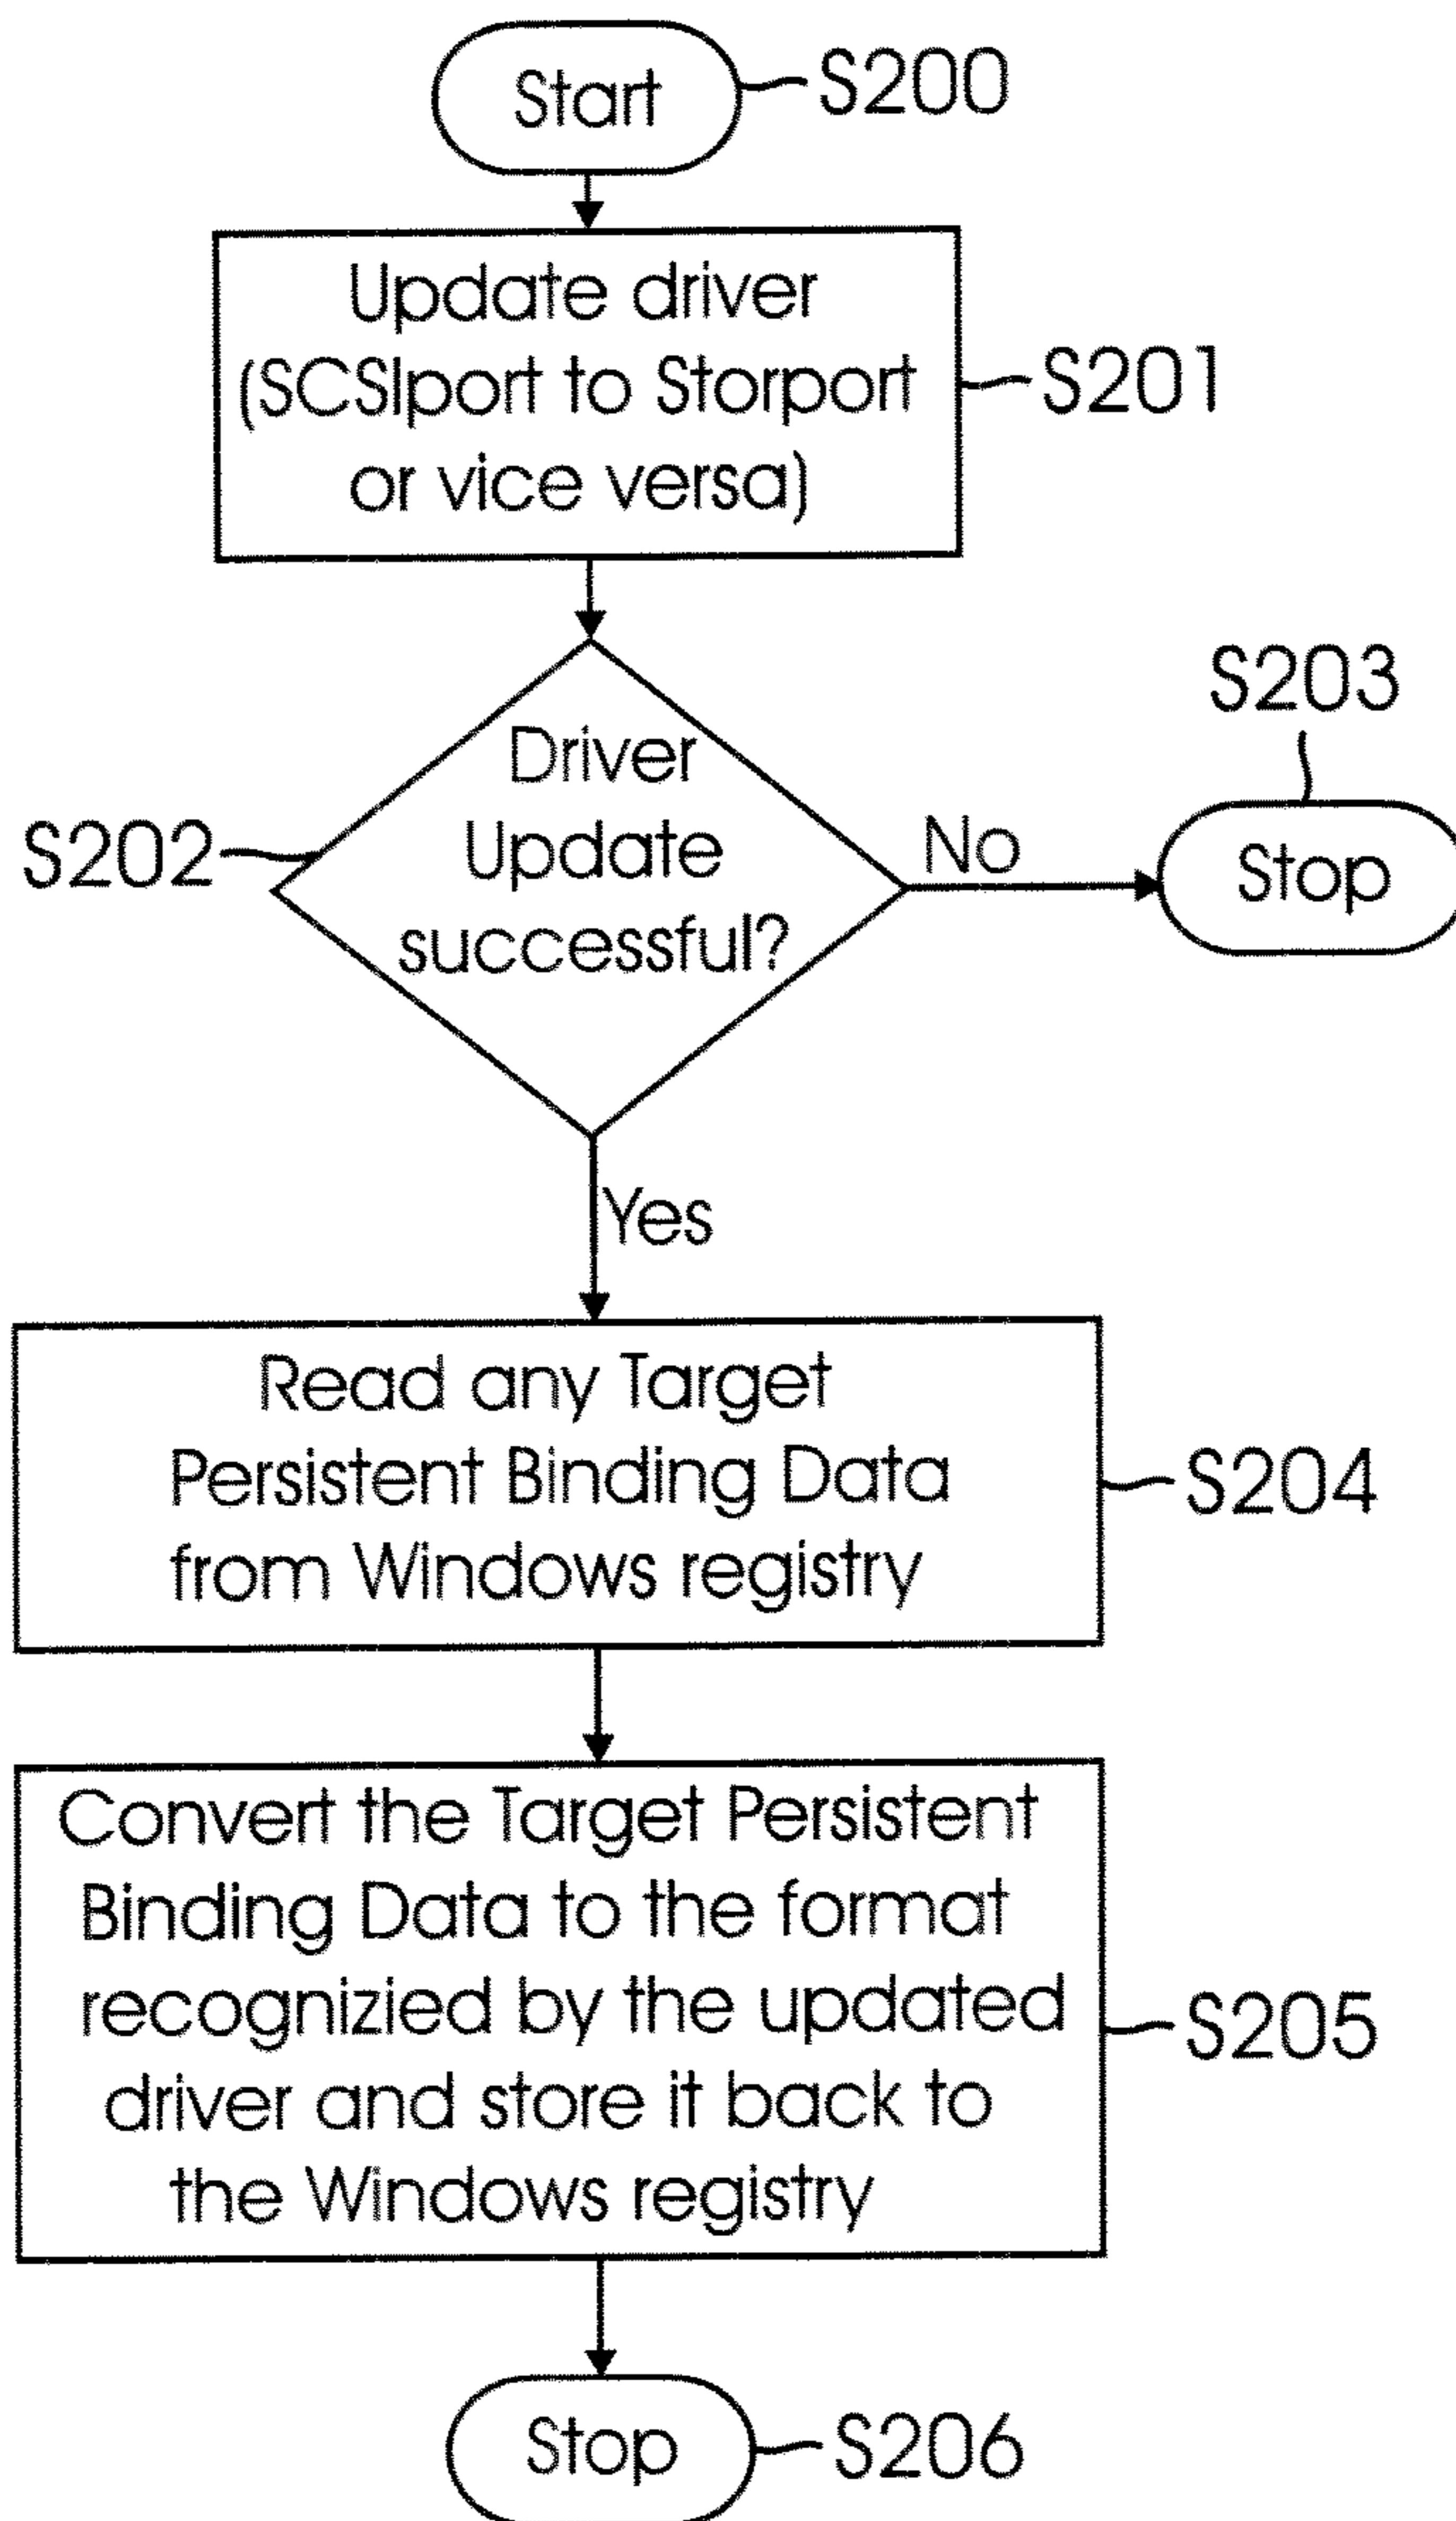 Start
S200
Update driver
(SCSIport to Storport
or vice versa)
S201
Driver
Update
successful?
S202
No
S203
Stop
Yes
Read any Target
Persistent Binding Data
from Windows registry
S204
Convert the Target Persistent
Binding Data to the format
recognizied by the updated
driver and store it back to
the Windows registry
S205
Stop
S206